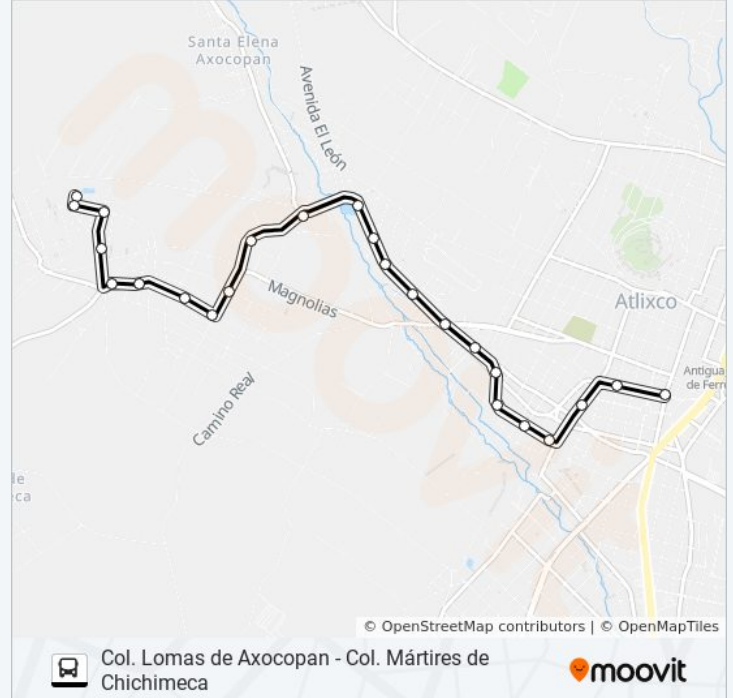 Santa Elena
Axocopan
Avenida El León
Magnolias
Atlixco
Antigua
de Ferr
Camino Real
le
eca
© OpenStreetMap contributors | © OpenMapTiles
Col. Lomas de Axocopan - Col. Mártires de
Chichimeca
moovit